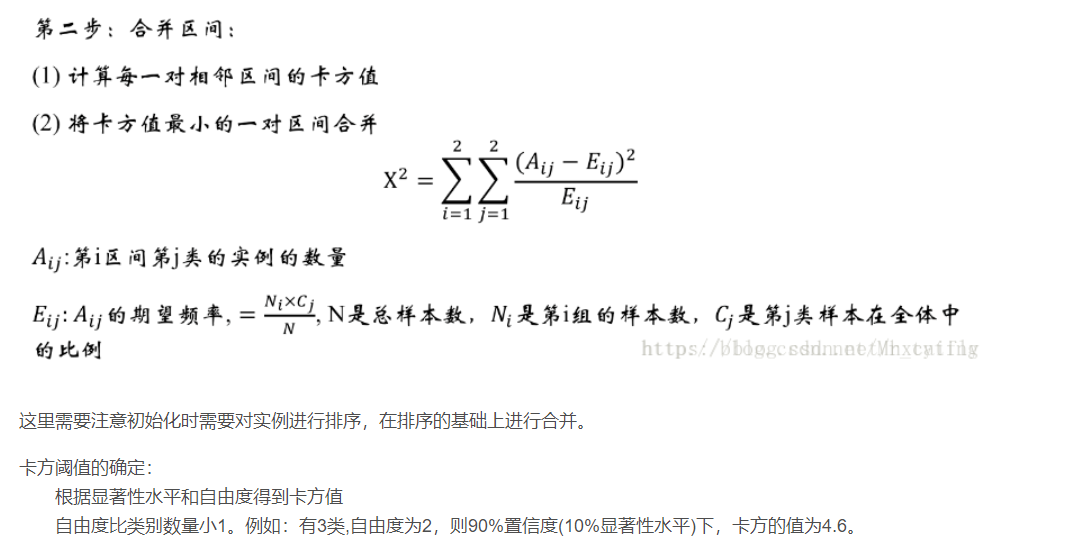 第二步：合并区间：
(1) 计算每一对相邻区间的卡方值
(2) 将卡方值最小的一对区间合并
X² = \sum_{i=1}^{2} \sum_{j=1}^{2} \frac{(A_{ij} - E_{ij})^2}{E_{ij}}
A_{ij}:第i区间第j类的实例的数量
E_{ij}: A_{ij}的期望频率, = \frac{N_i×C_j}{N}, N是总样本数，N_i是第i组的样本数，C_j是第j类样本在全体中
的比例
这里需要注意初始化时需要对实例进行排序，在排序的基础上进行合并。
卡方阈值的确定：
根据显著性水平和自由度得到卡方值
自由度比类别数量小1。例如：有3类,自由度为2，则90%置信度(10%显著性水平)下，卡方的值为4.6。